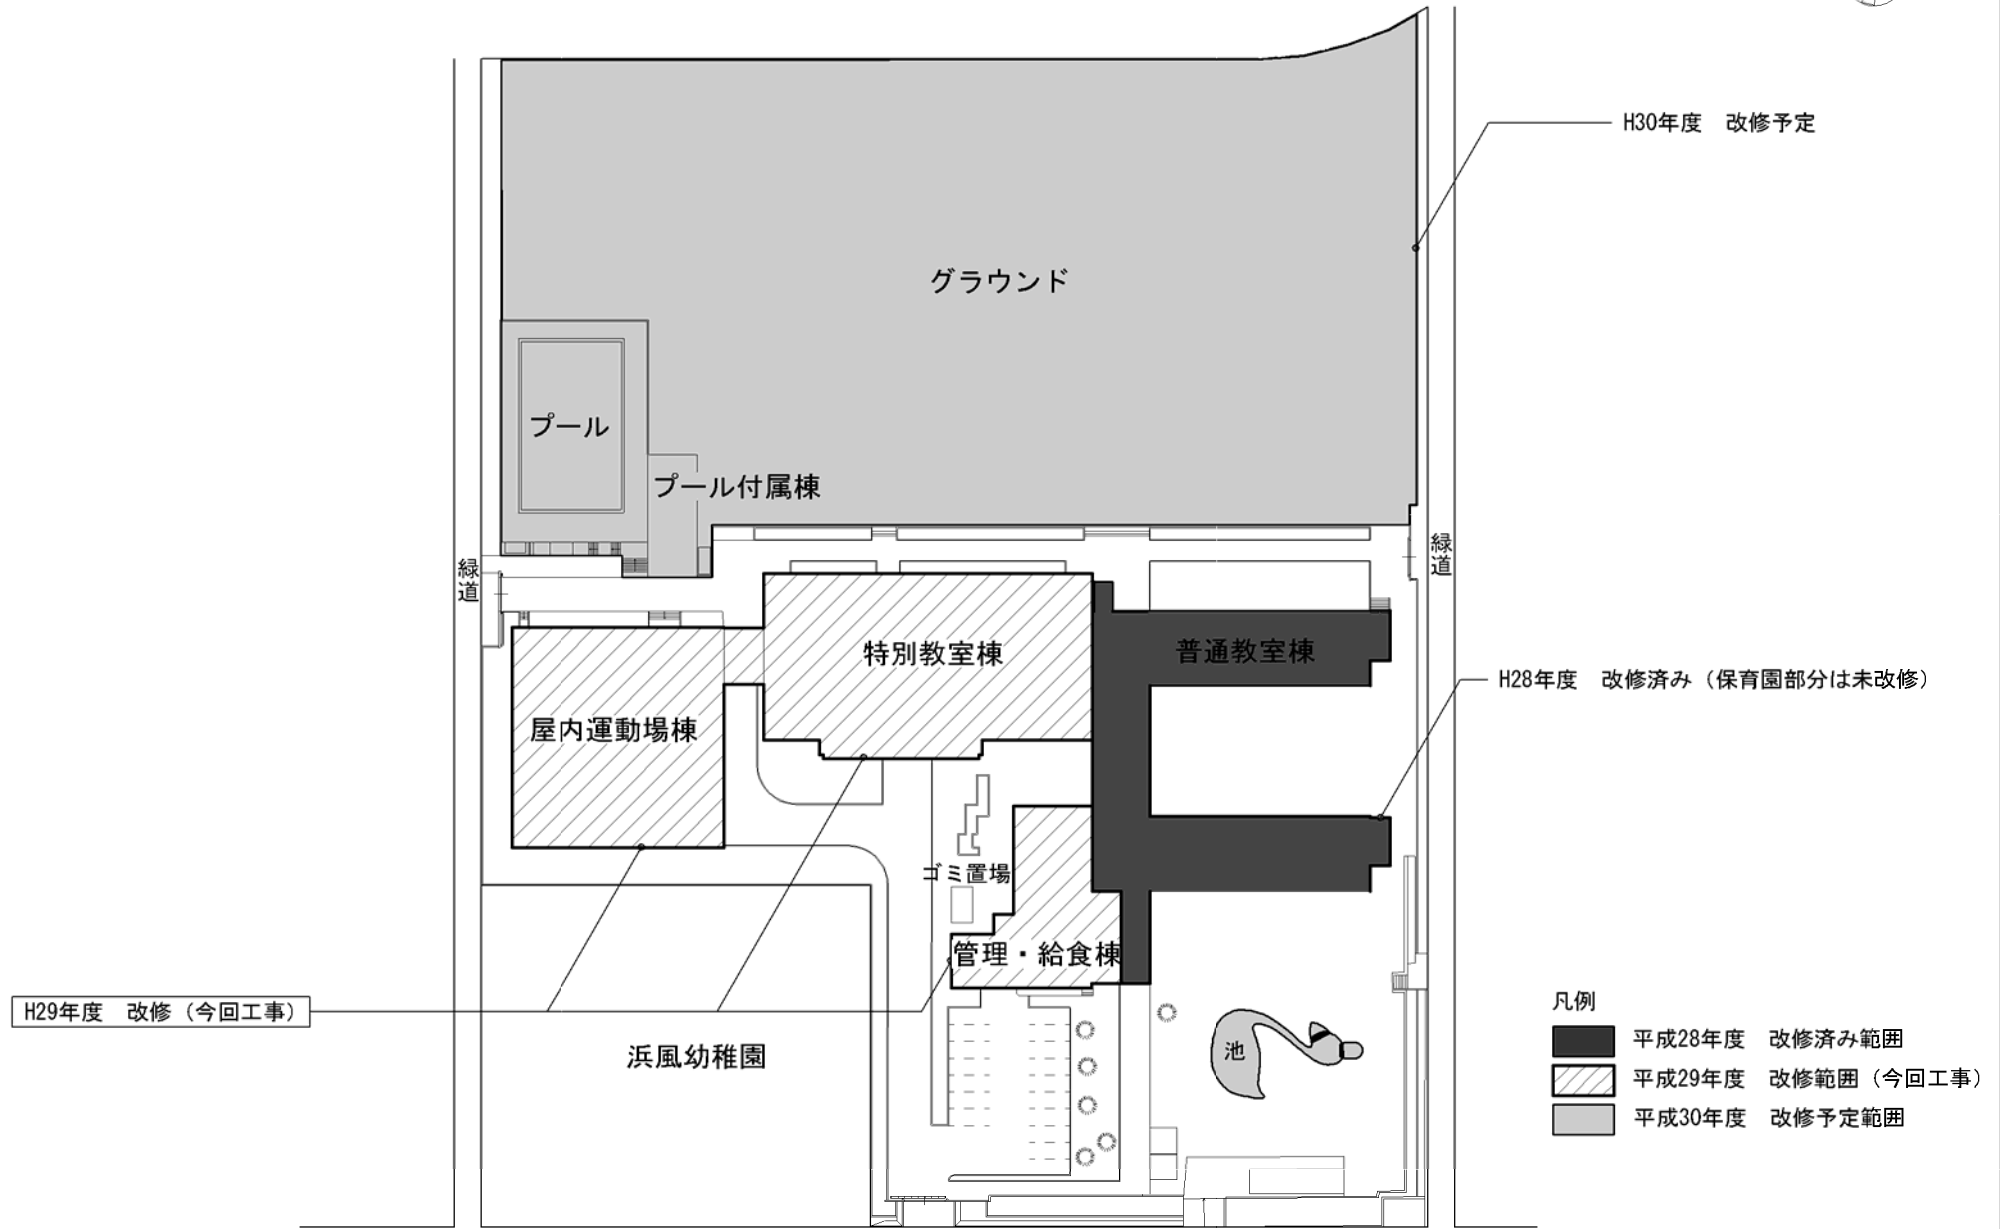 H30年度　改修予定
グラウンド
プール
プール付属棟
緑道
緑道
特別教室棟
普通教室棟
H28年度　改修済み（保育園部分は未改修）
屋内運動場棟
ゴミ置場
管理・給食棟
H29年度　改修（今回工事）
浜風幼稚園
池
凡例
平成28年度　改修済み範囲
平成29年度　改修範囲（今回工事）
平成30年度　改修予定範囲